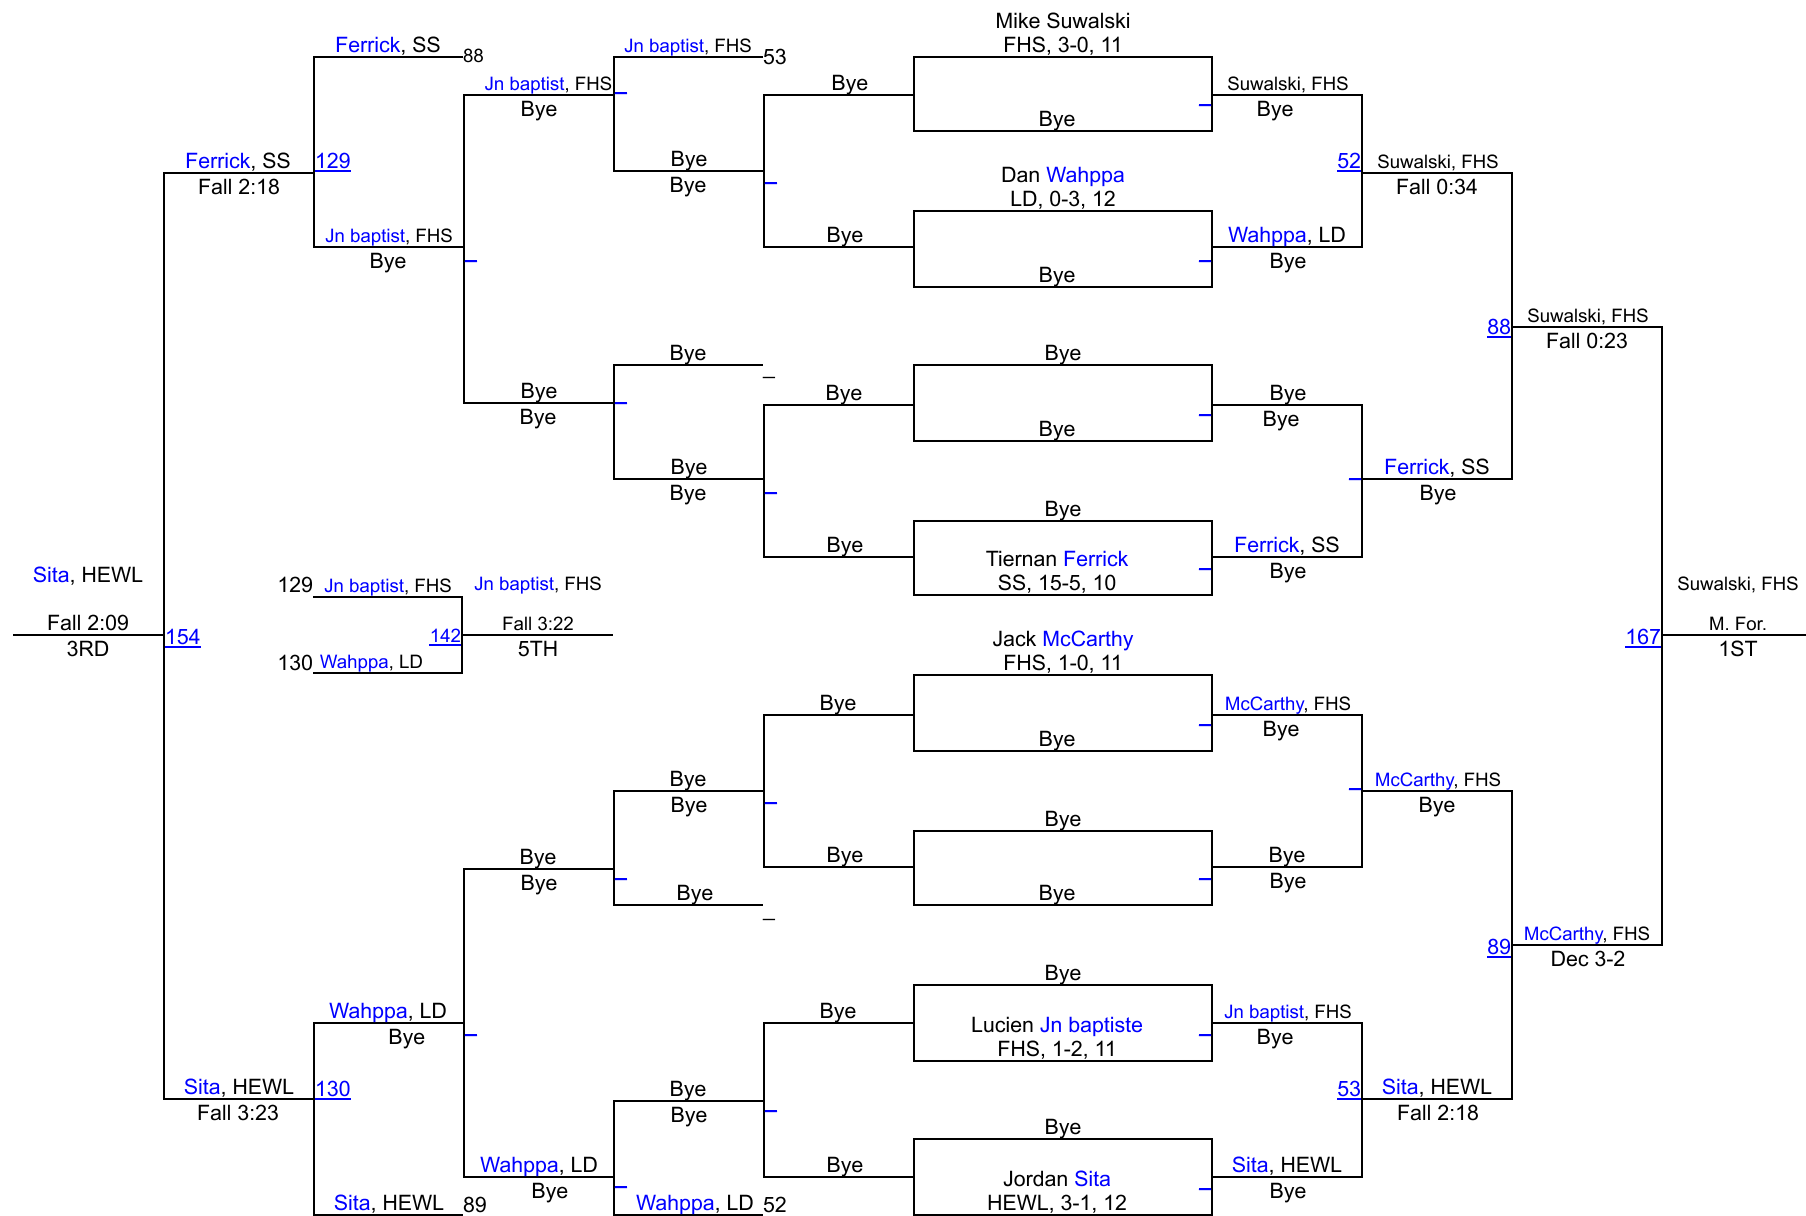 Mike Suwalski
Ferrick, SS
88
Jn baptist, FHS
53
FHS, 3-0, 11
Jn baptist, FHS
Bye
Bye
Suwalski, FHS
Bye
Bye
Ferrick, SS
129
Fall 2:18
Bye
Bye
Dan Wahppa
LD, 0-3, 12
52
Suwalski, FHS
Fall 0:34
Jn baptist, FHS
Bye
Bye
Wahppa, LD
Bye
Bye
88
Suwalski, FHS
Fall 0:23
Bye
_
Bye
Bye
Bye
Bye
Bye
Bye
Bye
Bye
Bye
Bye
Ferrick, SS
Bye
Bye
Bye
Tiernan Ferrick
SS, 15-5, 10
Ferrick, SS
Bye
Sita, HEWL
Fall 2:09
3RD
154
129
Jn baptist, FHS
Jn baptist, FHS
142
Fall 3:22
5TH
130
Wahppa, LD
Suwalski, FHS
167
M. For.
1ST
Jack McCarthy
FHS, 1-0, 11
Bye
Bye
McCarthy, FHS
Bye
Bye
Bye
McCarthy, FHS
Bye
Bye
Bye
Bye
_
Bye
Bye
Bye
Bye
Bye
Bye
89
McCarthy, FHS
Dec 3-2
Wahppa, LD
Bye
Bye
Bye
Lucien Jn baptiste
FHS, 1-2, 11
Jn baptist, FHS
Bye
Sita, HEWL
130
Fall 3:23
Bye
Bye
53
Sita, HEWL
Fall 2:18
Wahppa, LD
Bye
Bye
Bye
Jordan Sita
HEWL, 3-1, 12
Sita, HEWL
Bye
Sita, HEWL
89
Wahppa, LD
52